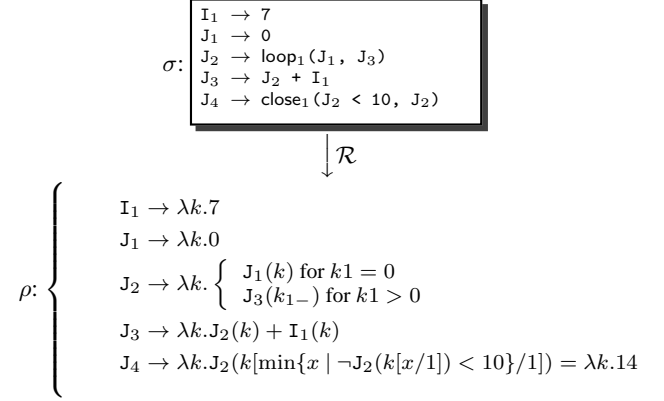 σ:
I₁ → 7
J₁ → 0
J₂ → loop₁(J₁, J₃)
J₃ → J₂ + I₁
J₄ → close₁(J₂ < 10, J₂)
ℛ
ρ:
I₁ → λk.7
J₁ → λk.0
J₂ → λk. { J₁(k) for k1 = 0
J₃(k₁₋) for k1 > 0
J₃ → λk.J₂(k) + I₁(k)
J₄ → λk.J₂(k[min{x | ¬J₂(k[x/1]) < 10}/1]) = λk.14